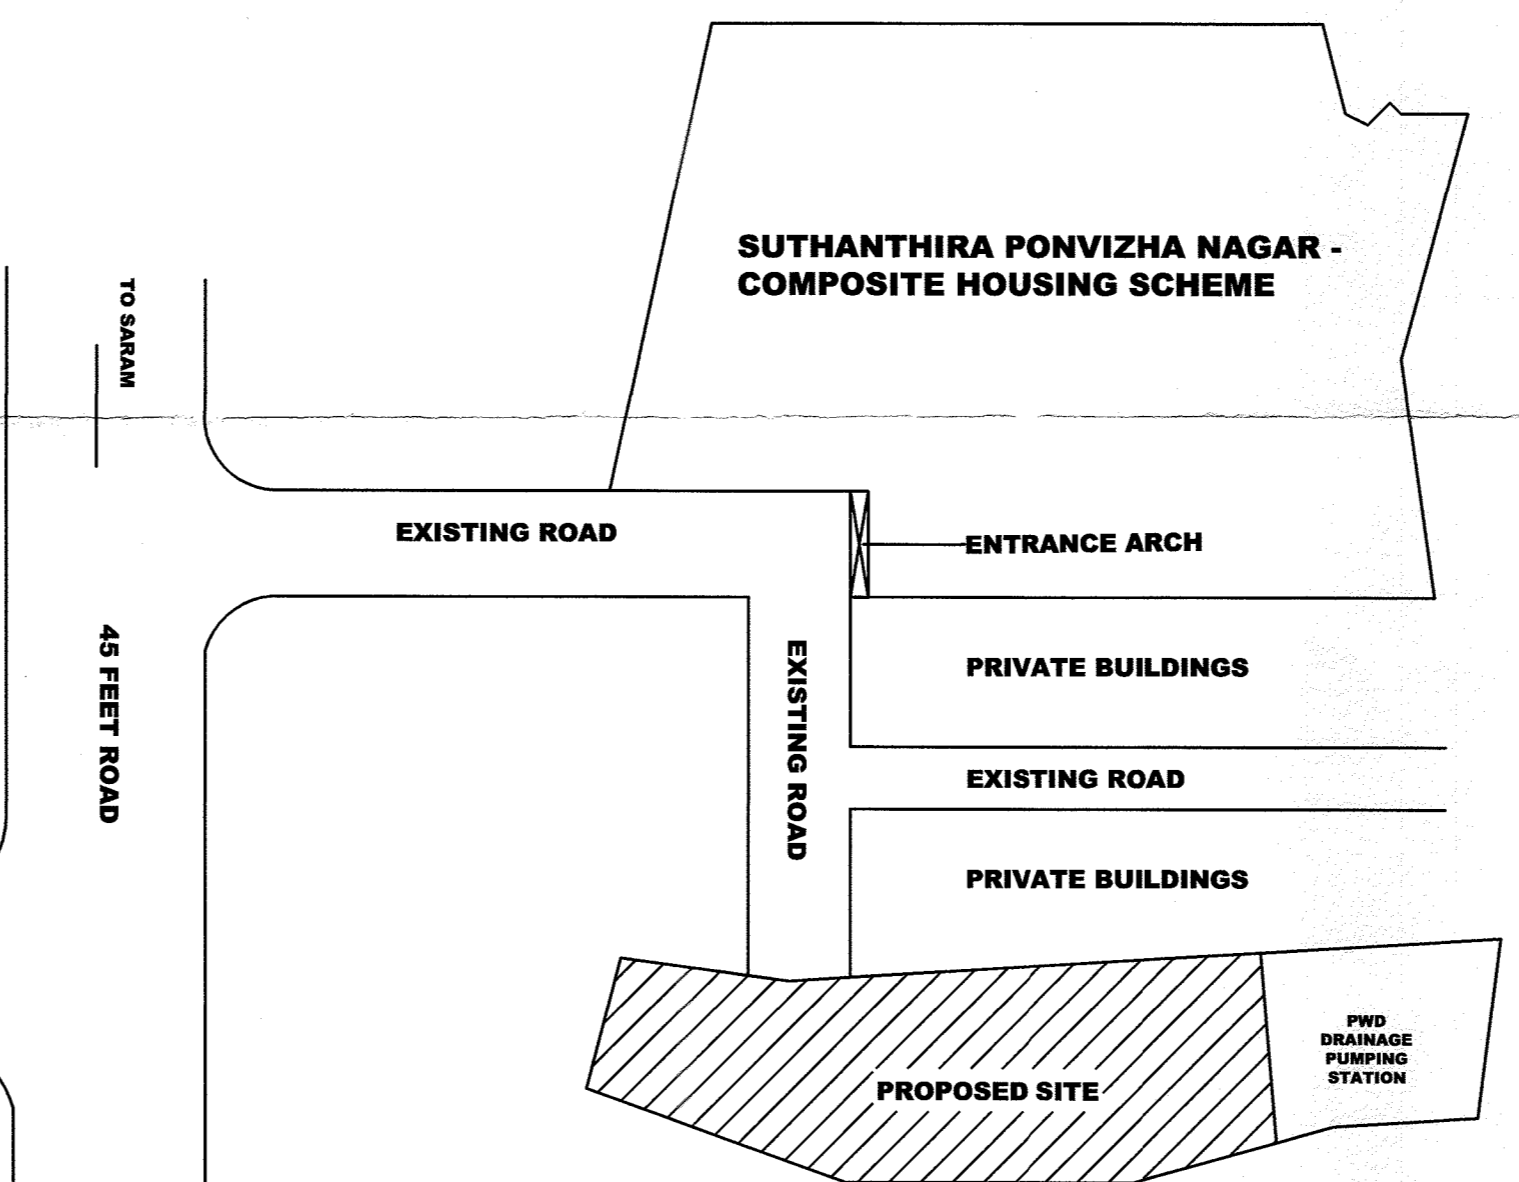 SUTHANTHIRA PONVIZHA NAGAR -
COMPOSITE HOUSING SCHEME
TO SARAM
EXISTING ROAD
ENTRANCE ARCH
45 FEET ROAD
EXISTING ROAD
PRIVATE BUILDINGS
EXISTING ROAD
PRIVATE BUILDINGS
PWD
DRAINAGE
PUMPING
STATION
PROPOSED SITE